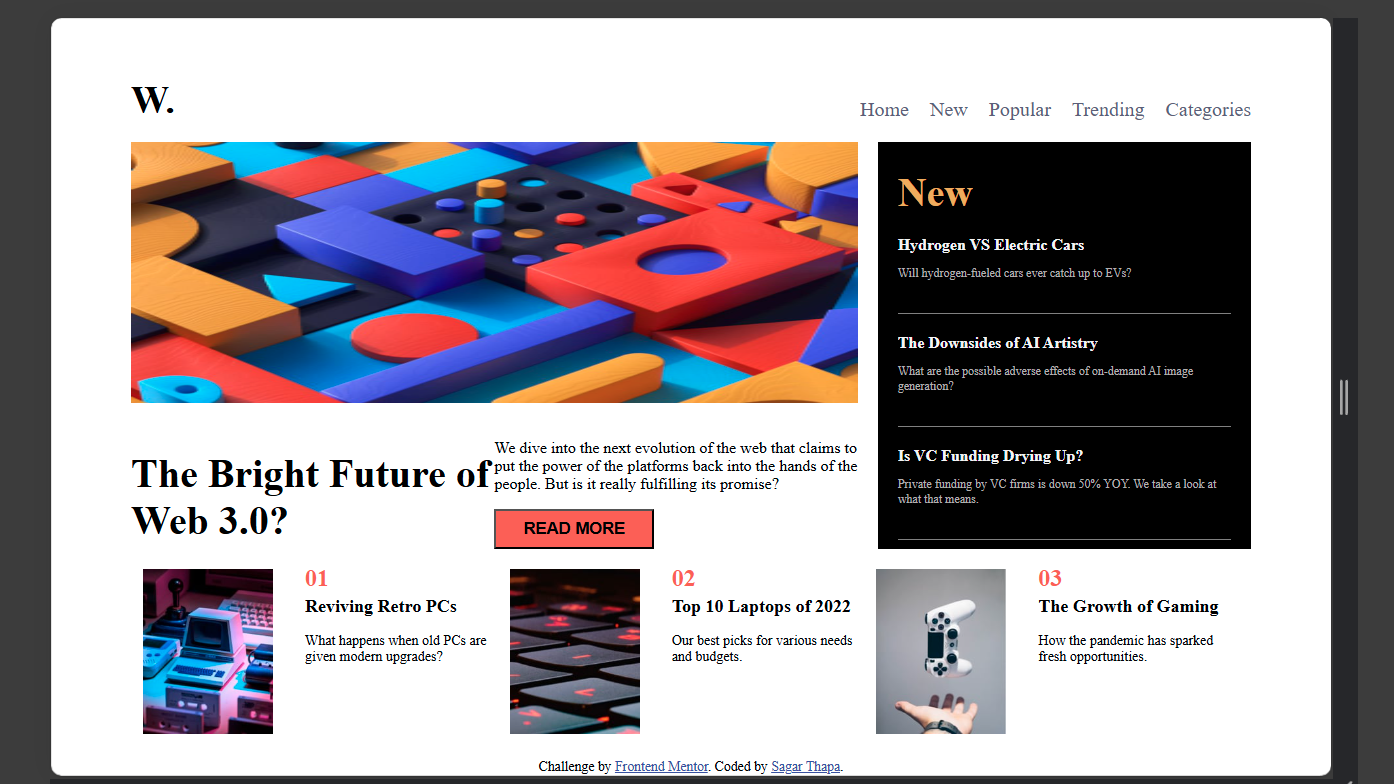 W.
Home New Popular Trending Categories
New
Hydrogen VS Electric Cars
Will hydrogen-fueled cars ever catch up to EVs?
The Downsides of AI Artistry
What are the possible adverse effects of on-demand AI image
generation?
Is VC Funding Drying Up?
Private funding by VC firms is down 50% YOY. We take a look at
what that means.
The Bright Future of
Web 3.0?
We dive into the next evolution of the web that claims to
put the power of the platforms back into the hands of the
people. But is it really fulfilling its promise?
READ MORE
01
Reviving Retro PCs
What happens when old PCs are
given modern upgrades?
02
Top 10 Laptops of 2022
Our best picks for various needs
and budgets.
03
The Growth of Gaming
How the pandemic has sparked
fresh opportunities.
Challenge by Frontend Mentor. Coded by Sagar Thapa.